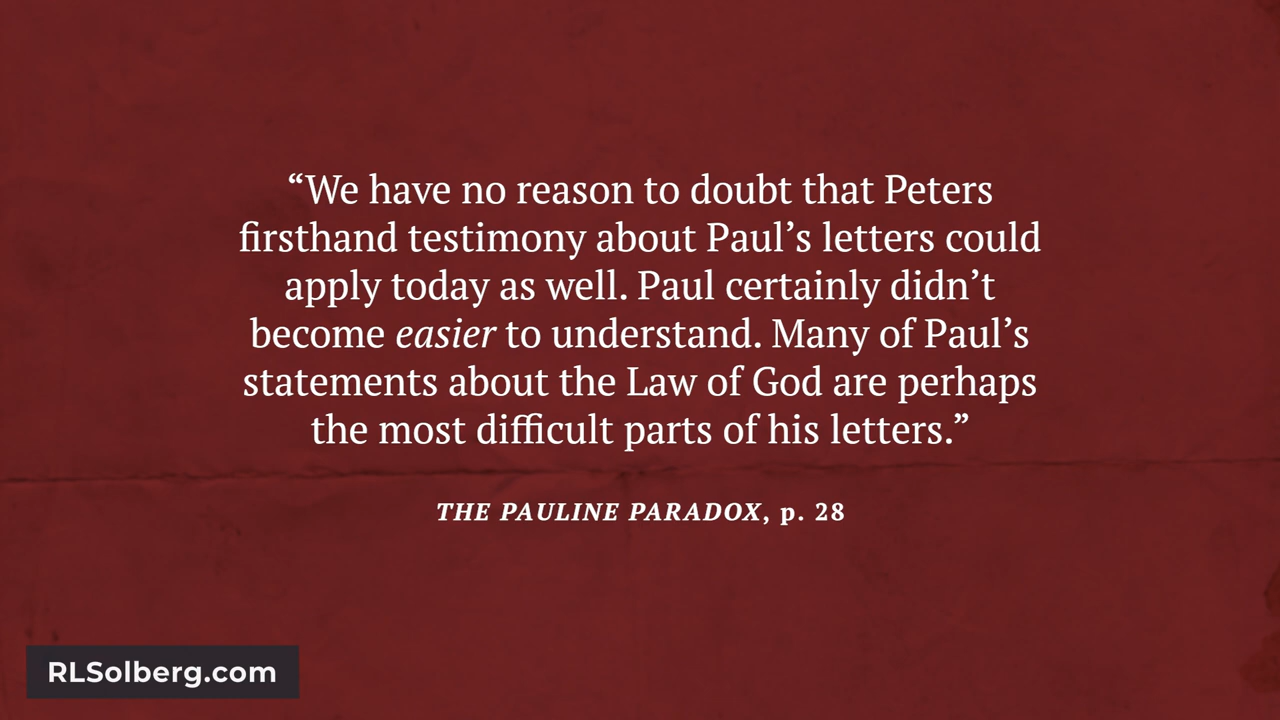 “We have no reason to doubt that Peters
firsthand testimony about Paul’s letters could
apply today as well. Paul certainly didn’t
become easier to understand. Many of Paul’s
statements about the Law of God are perhaps
the most difficult parts of his letters.”
THE PAULINE PARADOX, p. 28
RLSolberg.com